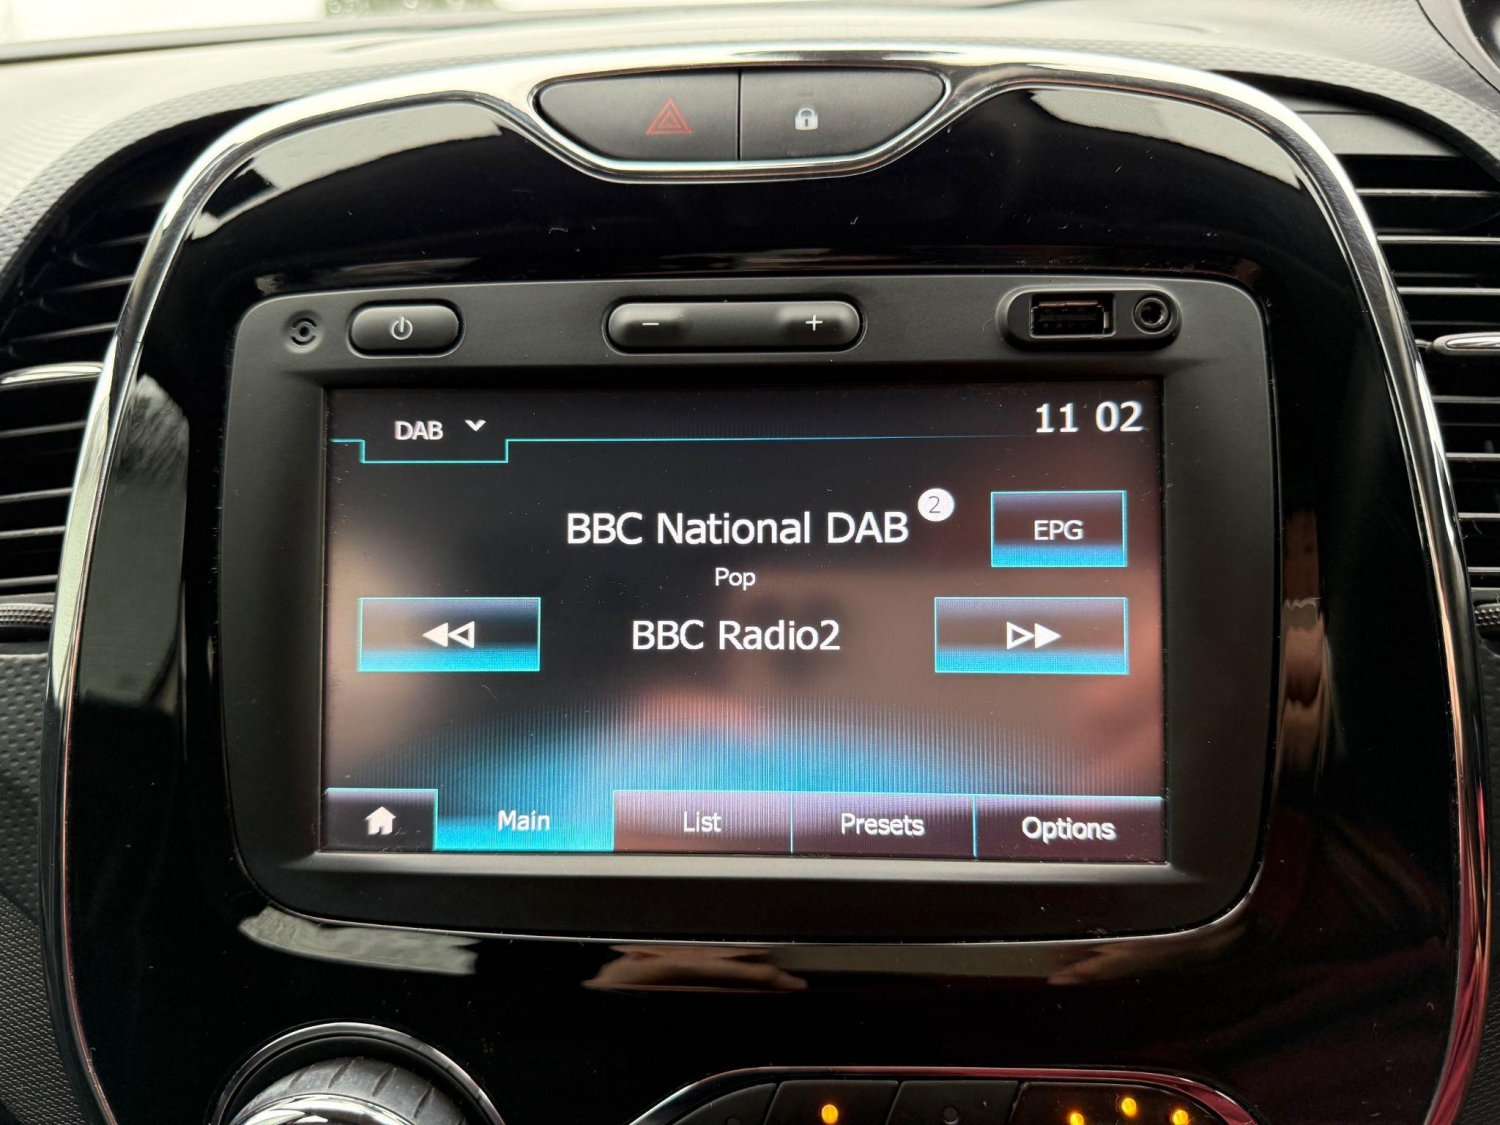 DAB
11 02
BBC National DAB 2
EPG
Pop
BBC Radio2
Main
List
Presets
Options